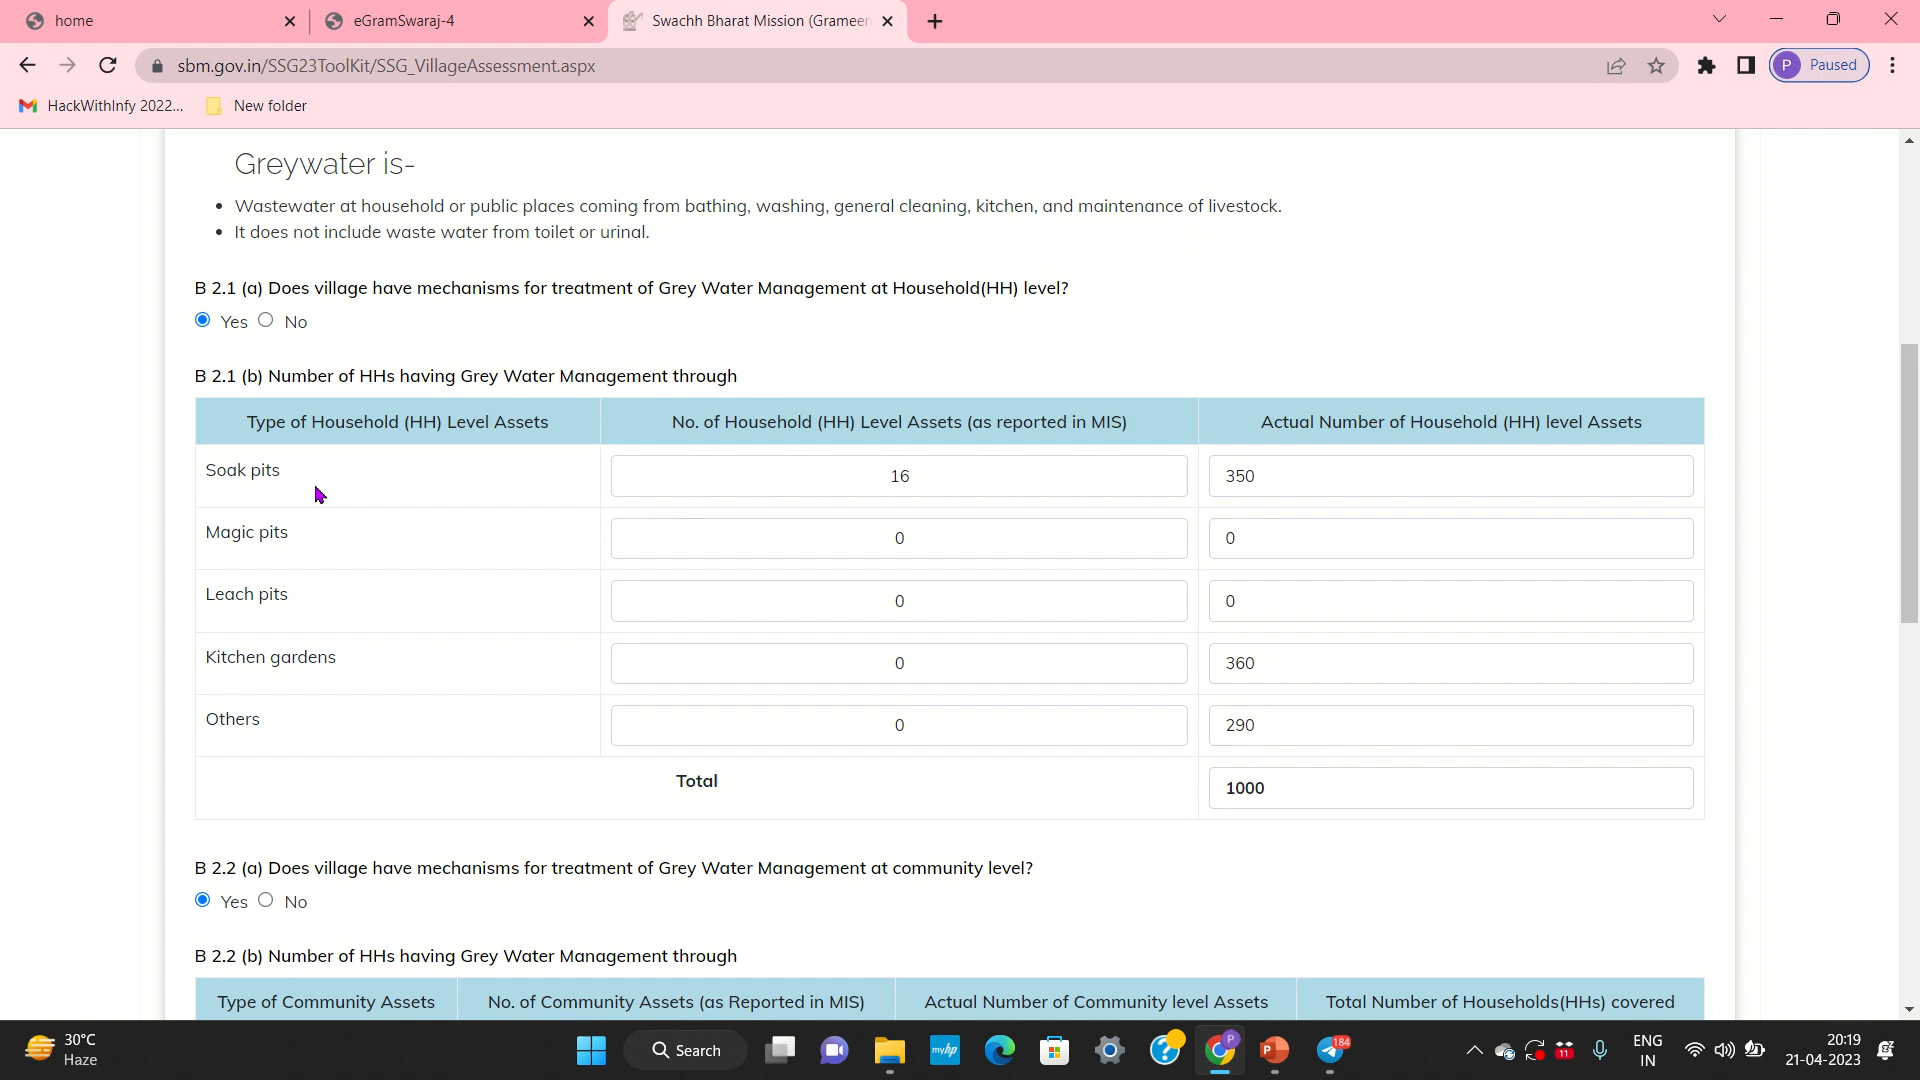 home
eGramSwaraj-4
Swachh Bharat Mission (Grameen
sbm.gov.in/SSG23ToolKit/SSG_VillageAssessment.aspx
P Paused
HackWithInfy 2022...
New folder
Greywater is-
Wastewater at household or public places coming from bathing, washing, general cleaning, kitchen, and maintenance of livestock.
It does not include waste water from toilet or urinal.
B 2.1 (a) Does village have mechanisms for treatment of Grey Water Management at Household(HH) level?
Yes No
B 2.1 (b) Number of HHs having Grey Water Management through
Type of Household (HH) Level Assets No. of Household (HH) Level Assets (as reported in MIS) Actual Number of Household (HH) level Assets
Soak pits 16 350
Magic pits 0 0
Leach pits 0 0
Kitchen gardens 0 360
Others 0 290
Total 1000
B 2.2 (a) Does village have mechanisms for treatment of Grey Water Management at community level?
Yes No
B 2.2 (b) Number of HHs having Grey Water Management through
Type of Community Assets No. of Community Assets (as Reported in MIS) Actual Number of Community level Assets Total Number of Households(HHs) covered
30°C
Haze
Search
myhp
P
P
184
11
ENG
IN
20:19
21-04-2023